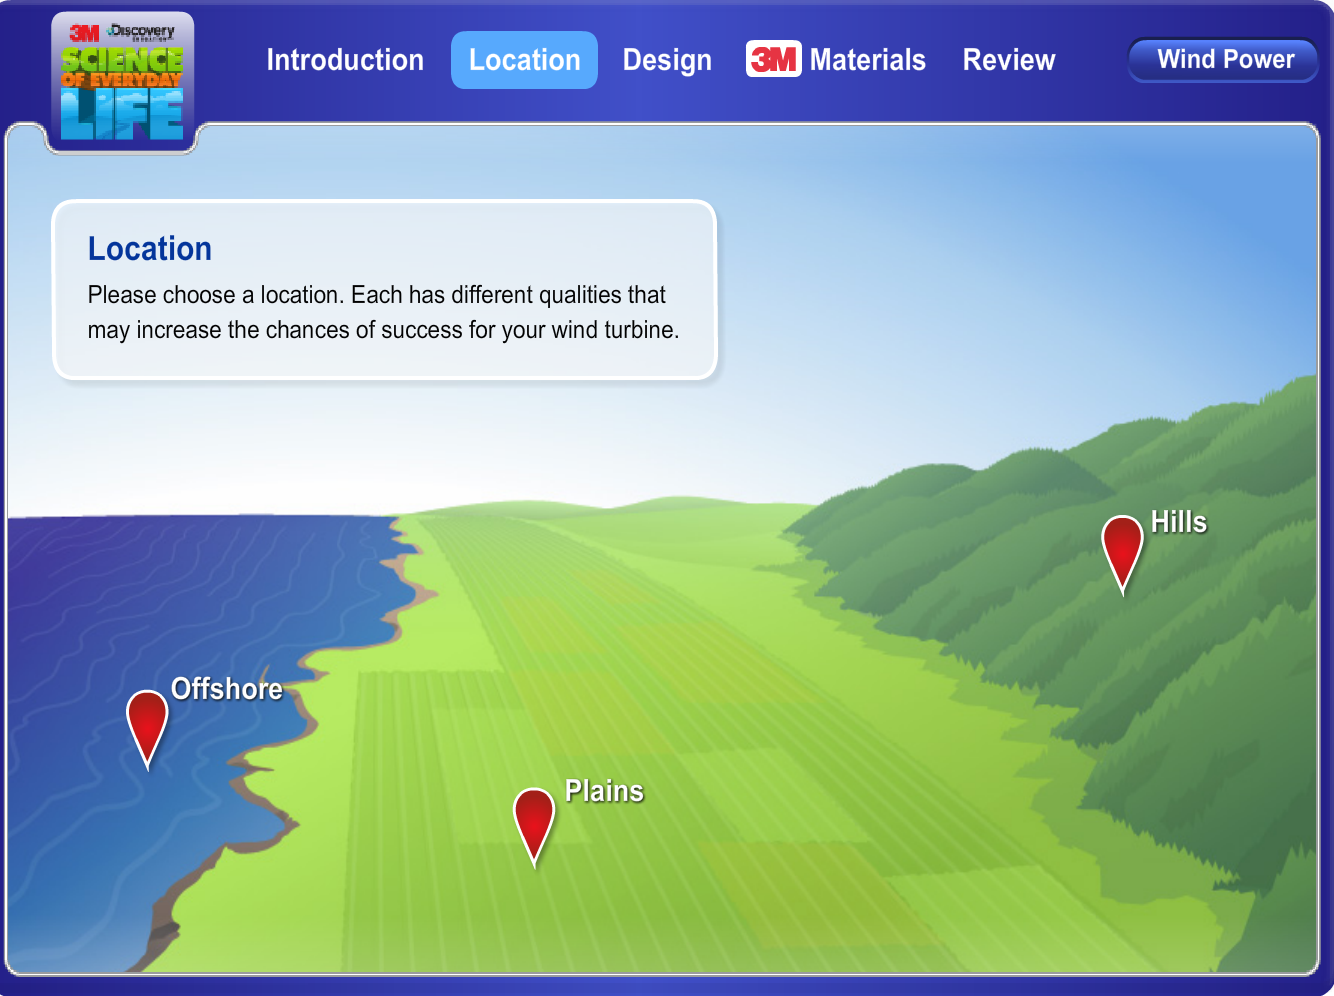 3M Discovery
EDUCATION
SCIENCE
OF EVERYDAY
LIFE
Introduction Location Design 3M Materials Review Wind Power
Location
Please choose a location. Each has different qualities that
may increase the chances of success for your wind turbine.
Hills
Offshore
Plains